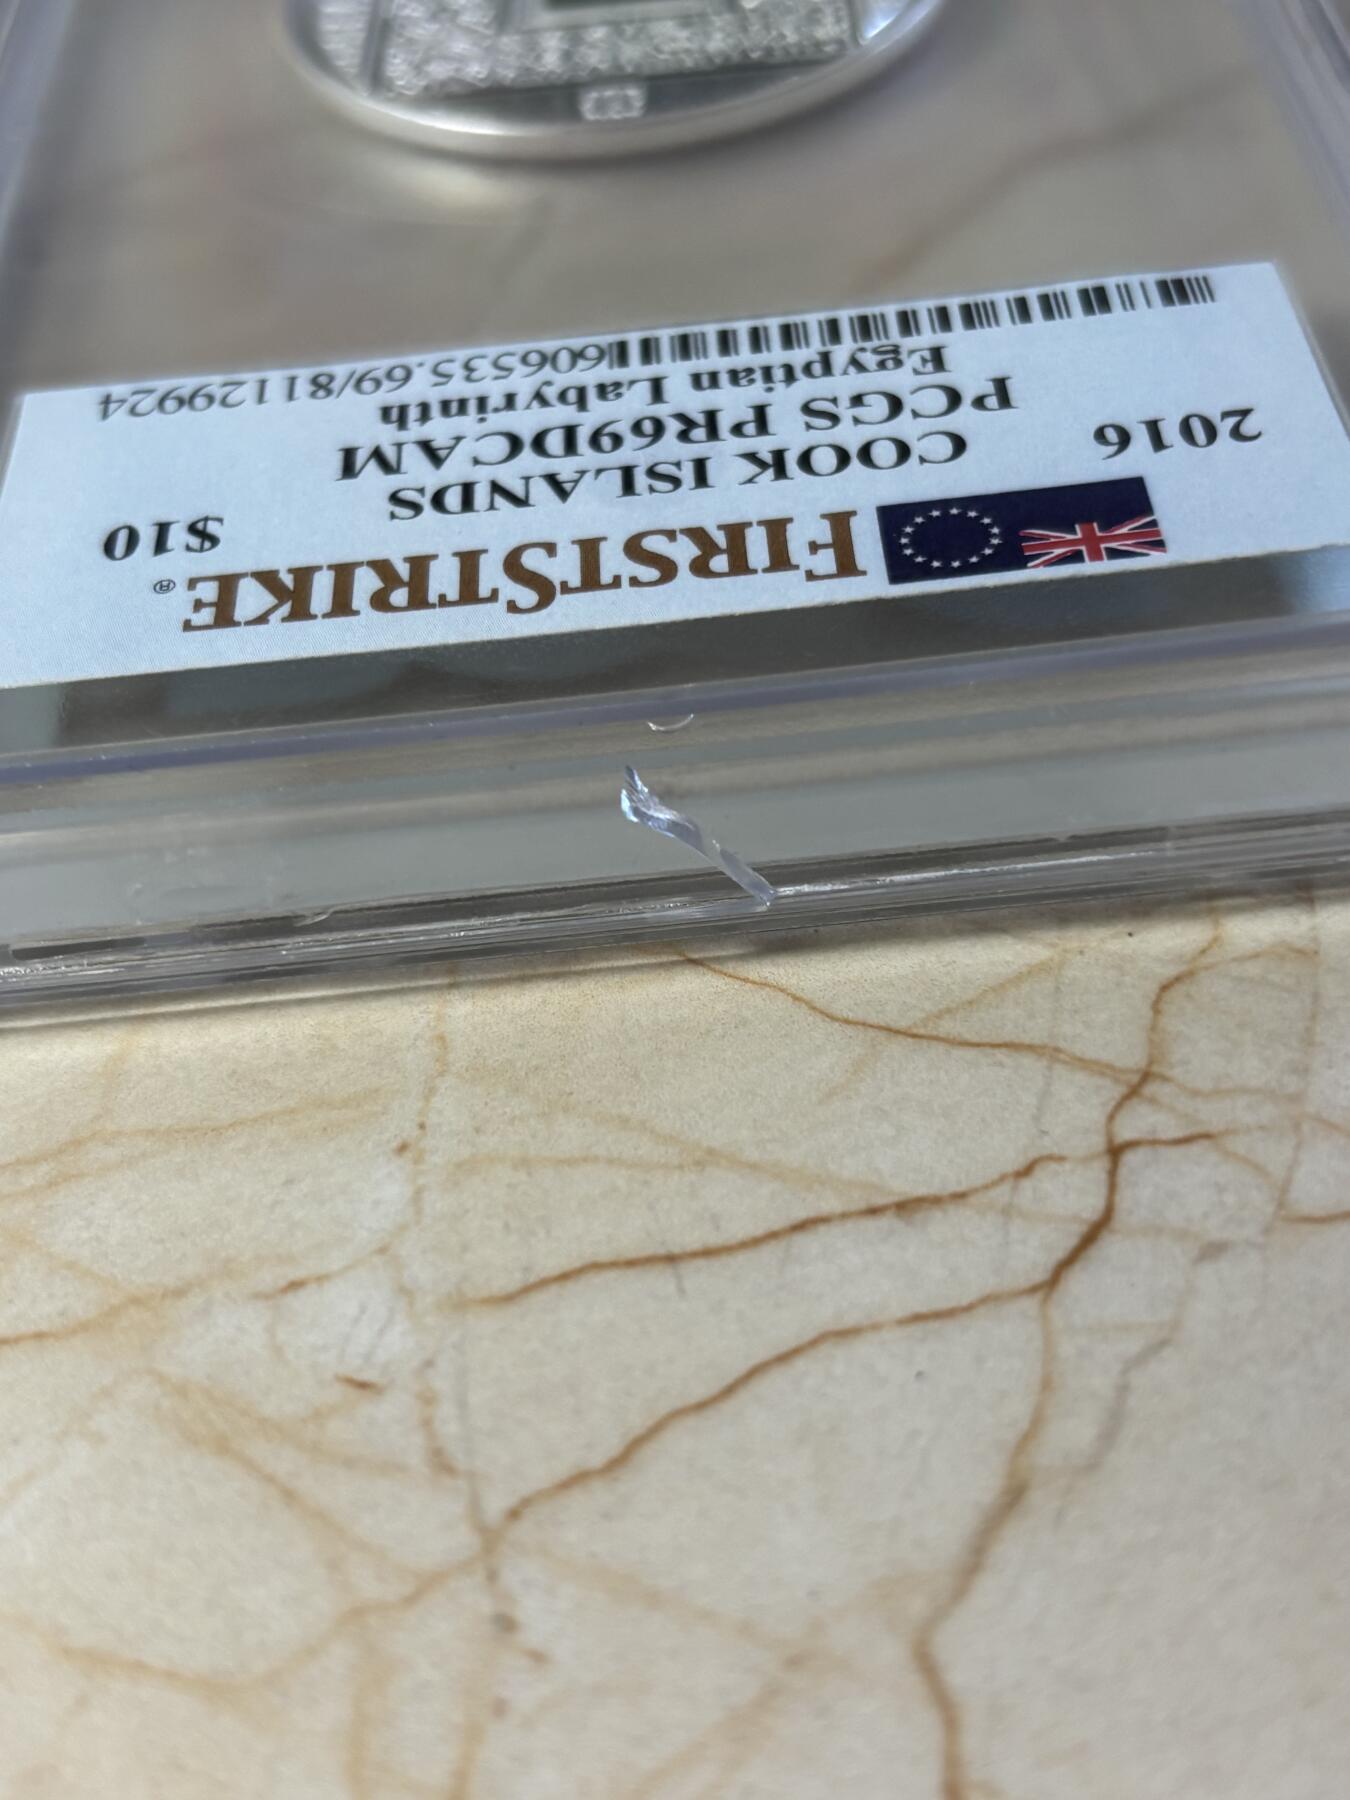 FIRSTSTRIKE®
COOK ISLANDS $10
2016 PCGS PR69DCAM
Egyptian Labyrinth
606535.69/81129924